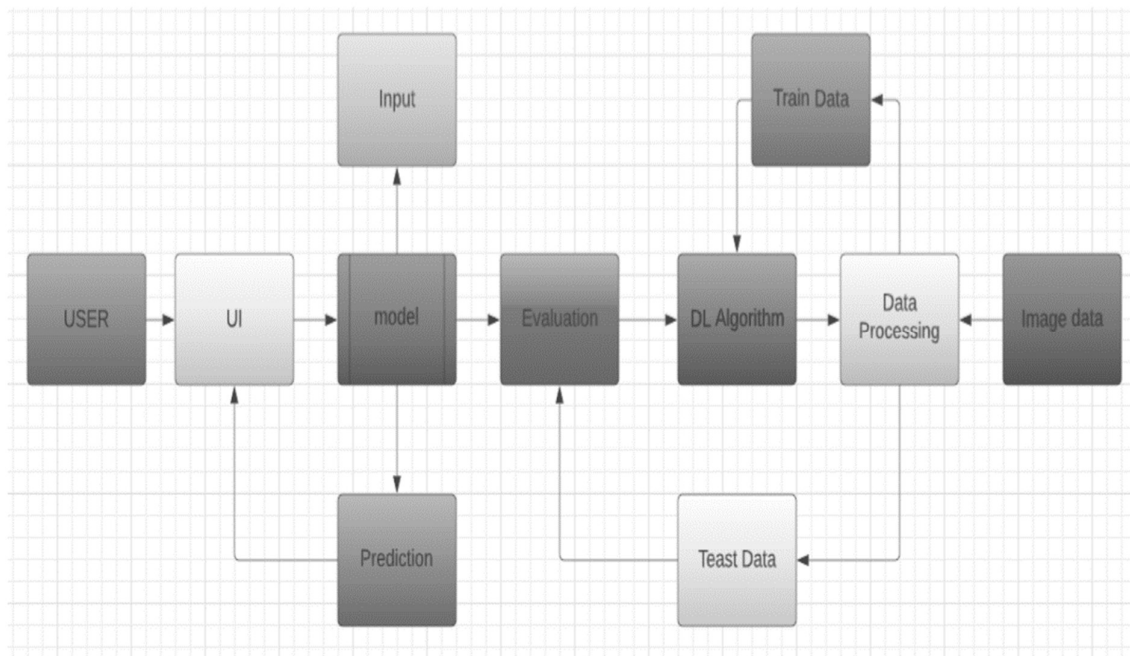 Input
Train Data
USER
UI
model
Evaluation
DL Algorithm
Data
Processing
Image data
Prediction
Teast Data